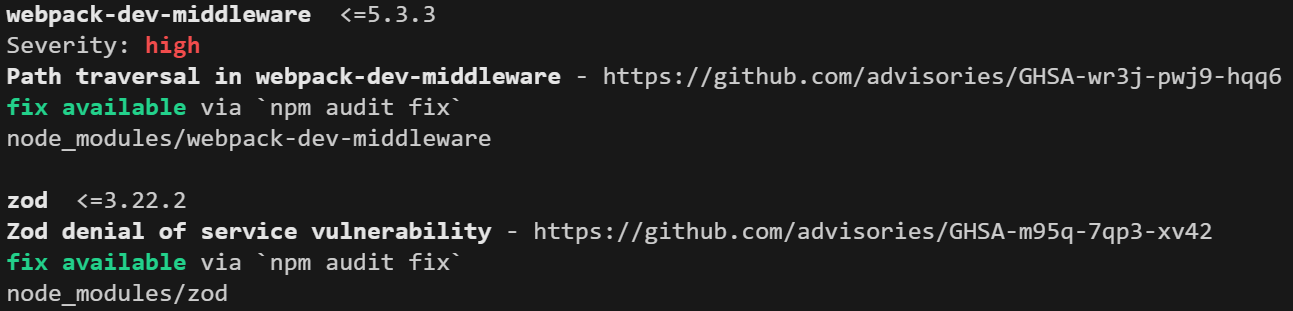 webpack-dev-middleware  <=5.3.3
Severity: high
Path traversal in webpack-dev-middleware - https://github.com/advisories/GHSA-wr3j-pwj9-hqq6
fix available via `npm audit fix`
node_modules/webpack-dev-middleware

zod  <=3.22.2
Zod denial of service vulnerability - https://github.com/advisories/GHSA-m95q-7qp3-xv42
fix available via `npm audit fix`
node_modules/zod